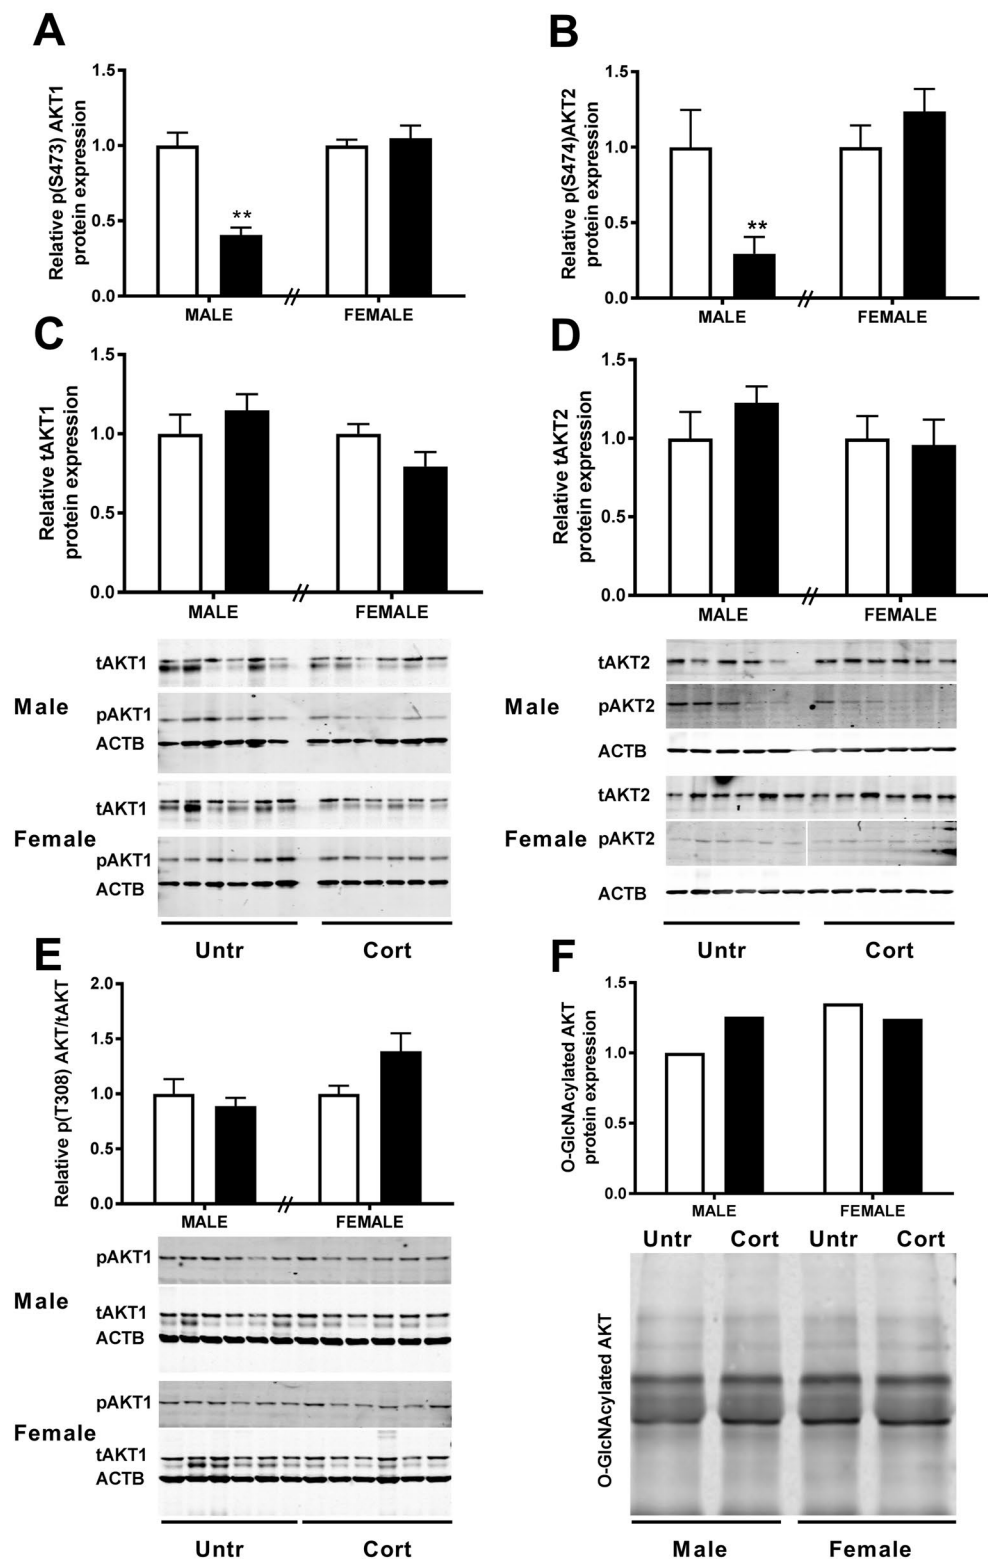 A
Relative p(S473) AKT1
protein expression
1.5
1.0
0.5
0.0
**
MALE
//
FEMALE
B
Relative p(S474)AKT2
protein expression
1.5
1.0
0.5
0.0
**
MALE
//
FEMALE
C
Relative tAKT1
protein expression
1.5
1.0
0.5
0.0
MALE
//
FEMALE
D
Relative tAKT2
protein expression
1.5
1.0
0.5
0.0
MALE
//
FEMALE
tAKT1
Male
pAKT1
ACTB
tAKT1
Female
pAKT1
ACTB
Untr
Cort
tAKT2
Male
pAKT2
ACTB
tAKT2
Female
pAKT2
ACTB
Untr
Cort
E
Relative p(T308) AKT/tAKT
2.0
1.5
1.0
0.5
0.0
MALE
//
FEMALE
pAKT1
Male
tAKT1
ACTB
pAKT1
Female
tAKT1
ACTB
Untr
Cort
F
O-GlcNAcylated AKT
protein expression
1.5
1.0
0.5
0.0
MALE
FEMALE
Untr Cort Untr Cort
O-GlcNAcylated AKT
Male
Female